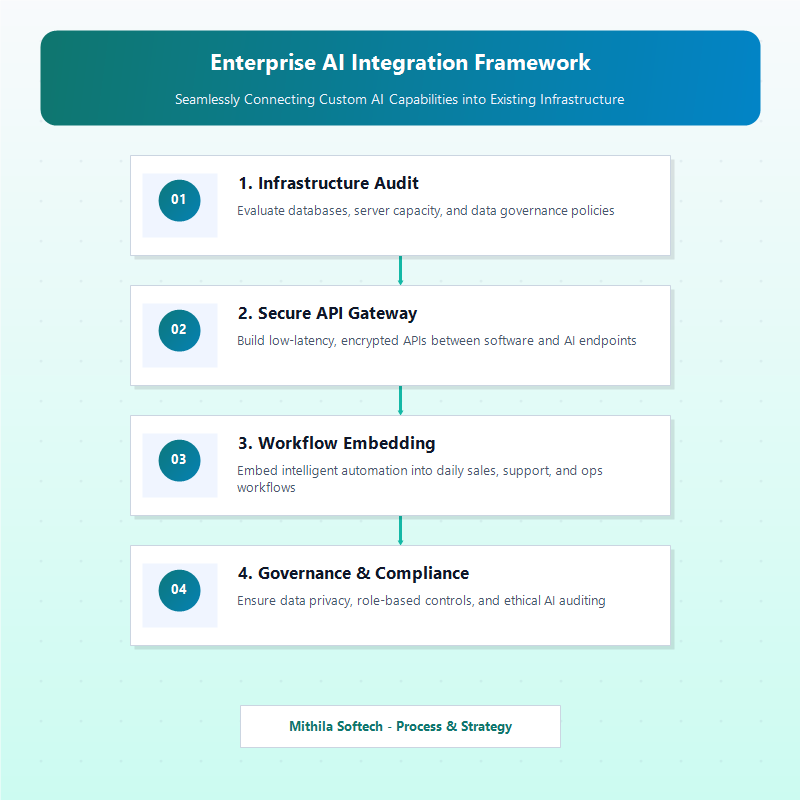 Enterprise AI Integration Framework
Seamlessly Connecting Custom AI Capabilities into Existing Infrastructure
01
1. Infrastructure Audit
Evaluate databases, server capacity, and data governance policies
02
2. Secure API Gateway
Build low-latency, encrypted APIs between software and AI endpoints
03
3. Workflow Embedding
Embed intelligent automation into daily sales, support, and ops
workflows
04
4. Governance & Compliance
Ensure data privacy, role-based controls, and ethical AI auditing
Mithila Softech - Process & Strategy